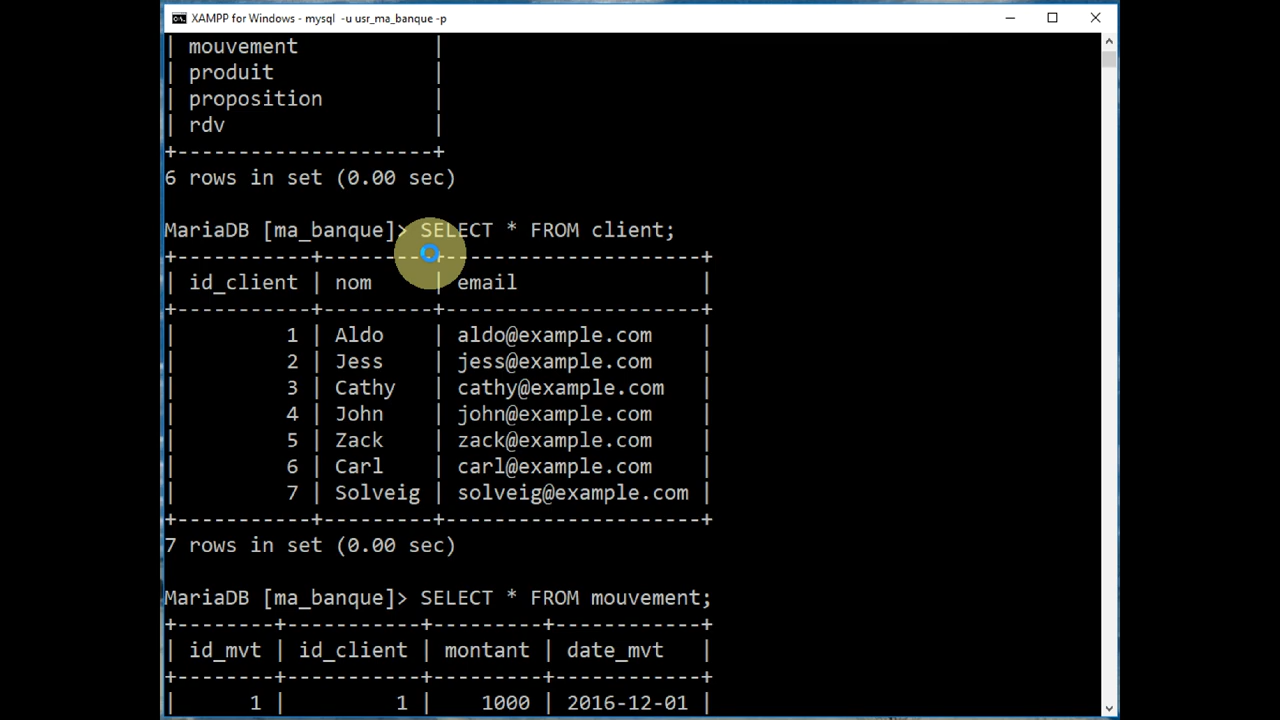 XAMPP for Windows - mysql -u usr_ma_banque -p
| mouvement |
| produit |
| proposition |
| rdv |
+---------------------+
6 rows in set (0.00 sec)
MariaDB [ma_banque]> SELECT * FROM client;
+-----------+---------+---------------------+
| id_client | nom | email |
+-----------+---------+---------------------+
| 1 | Aldo | aldo@example.com |
| 2 | Jess | jess@example.com |
| 3 | Cathy | cathy@example.com |
| 4 | John | john@example.com |
| 5 | Zack | zack@example.com |
| 6 | Carl | carl@example.com |
| 7 | Solveig | solveig@example.com |
+-----------+---------+---------------------+
7 rows in set (0.00 sec)
MariaDB [ma_banque]> SELECT * FROM mouvement;
+--------+-----------+---------+------------+
| id_mvt | id_client | montant | date_mvt |
+--------+-----------+---------+------------+
| 1 | 1 | 1000 | 2016-12-01 |